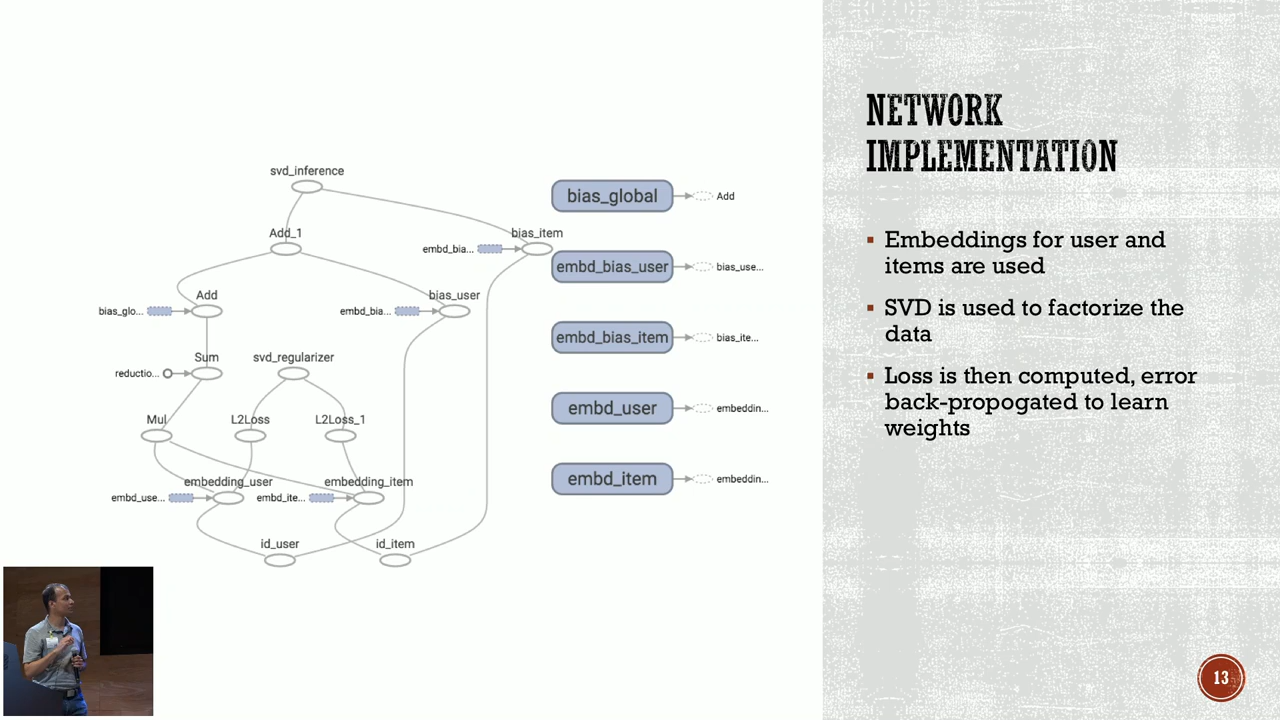 svd_inference
bias_global
Add
Add_1
bias_item
embd_bia...
embd_bias_user
bias_use...
Add
bias_user
bias_glo...
embd_bia...
embd_bias_item
bias_ite...
Sum
svd_regularizer
reductio...
Mul
L2Loss
L2Loss_1
embd_user
embeddin...
embedding_user
embedding_item
embd_use...
embd_ite...
embd_item
embeddin...
id_user
id_item
NETWORK
IMPLEMENTATION
▪ Embeddings for user and
items are used
▪ SVD is used to factorize the
data
▪ Loss is then computed, error
back-propogated to learn
weights
13